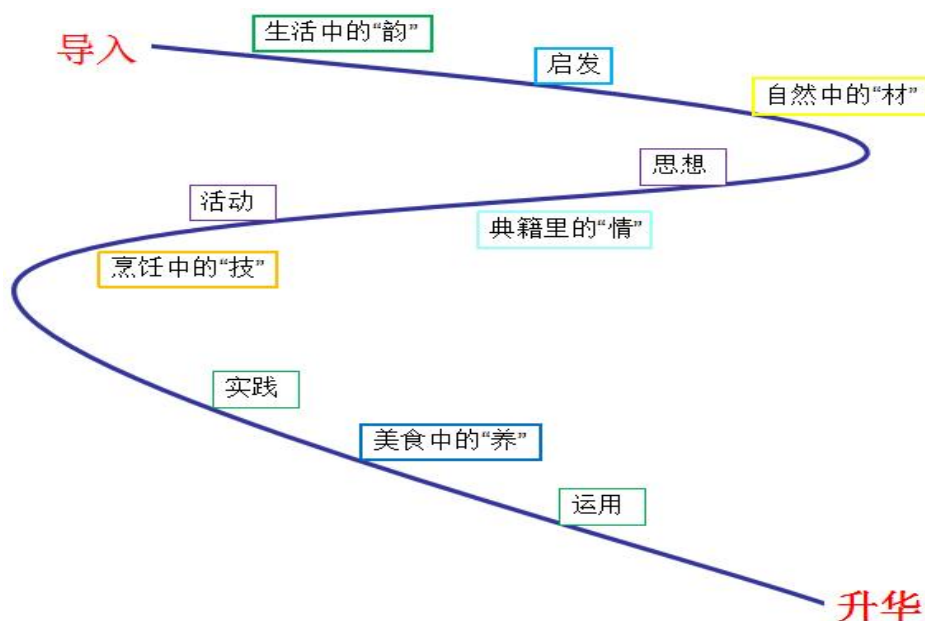 导入
生活中的“韵”
启发
自然中的“材”
思想
典籍里的“情”
活动
烹饪中的“技”
实践
美食中的“养”
运用
升华